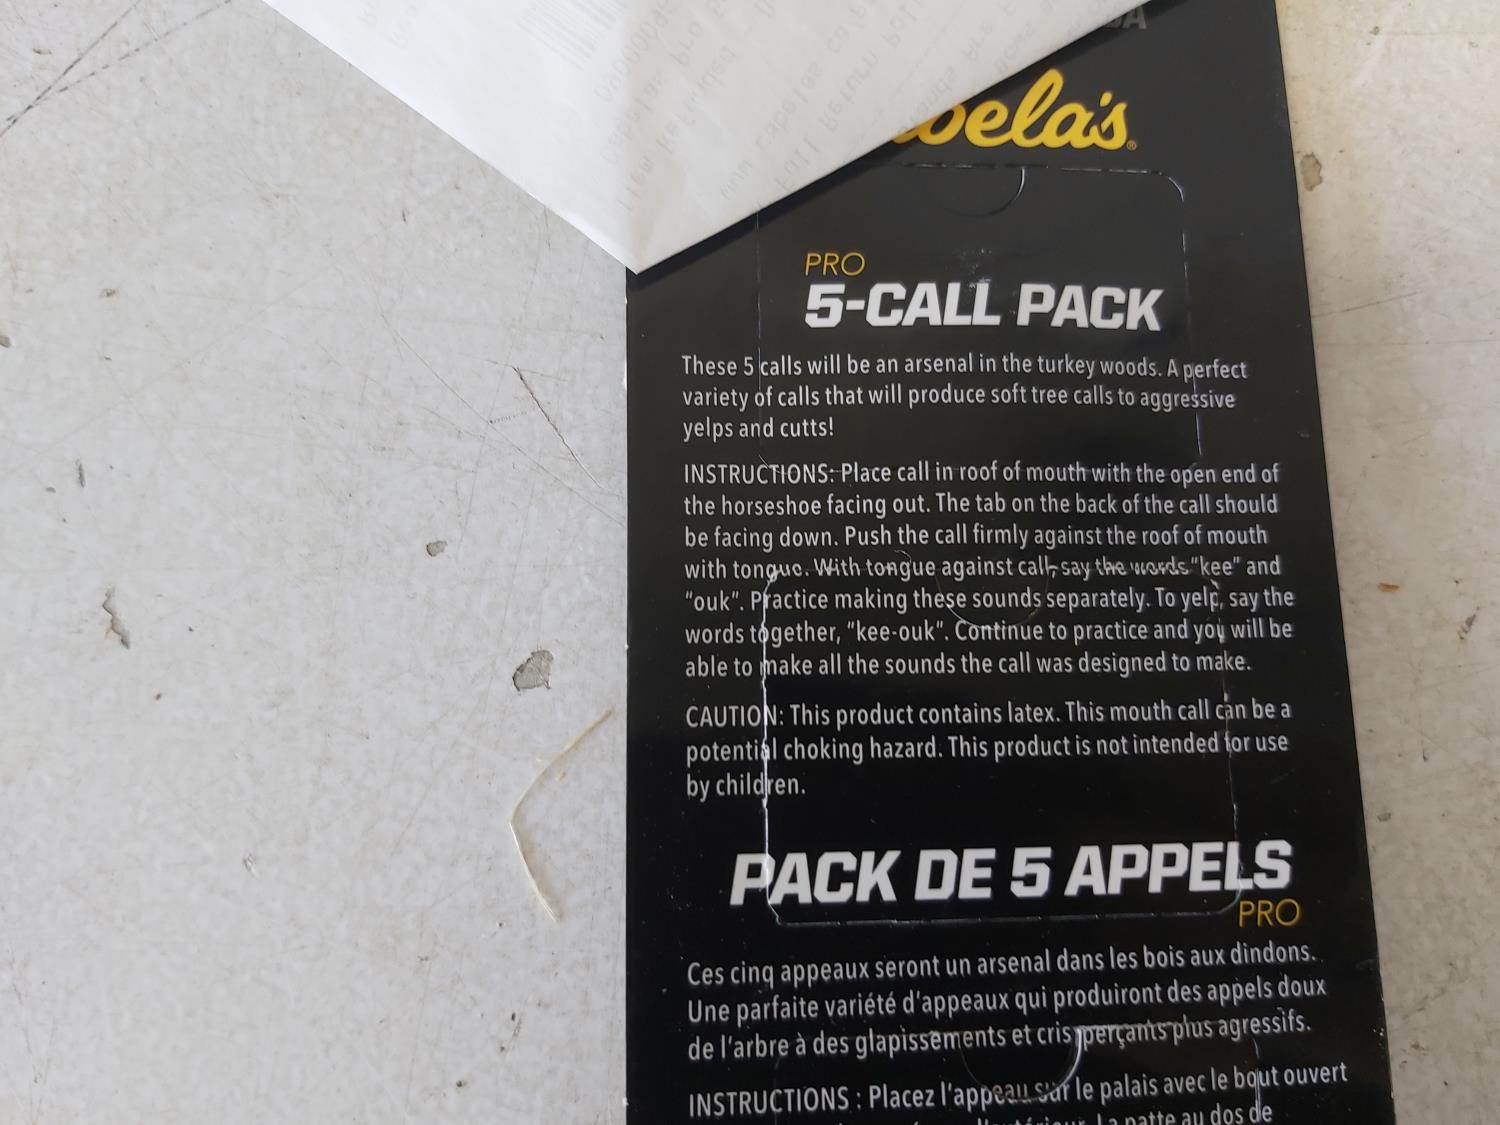 Cabela's
PRO
5-CALL PACK
These 5 calls will be an arsenal in the turkey woods. A perfect
variety of calls that will produce soft tree calls to aggressive
yelps and cutts!
INSTRUCTIONS: Place call in roof of mouth with the open end of
the horseshoe facing out. The tab on the back of the call should
be facing down. Push the call firmly against the roof of mouth
with tongue. With tongue against call, say the words "kee" and
"ouk". Practice making these sounds separately. To yelp, say the
words together, "kee-ouk". Continue to practice and you will be
able to make all the sounds the call was designed to make.
CAUTION: This product contains latex. This mouth call can be a
potential choking hazard. This product is not intended for use
by children.
PACK DE 5 APPELS
PRO
Ces cinq appeaux seront un arsenal dans les bois aux dindons.
Une parfaite variété d'appeaux qui produiront des appels doux
de l'arbre à des glapissements et cris perçants plus agressifs.
INSTRUCTIONS : Placez l'appeau sur le palais avec le bout ouvert
La patte au dos de